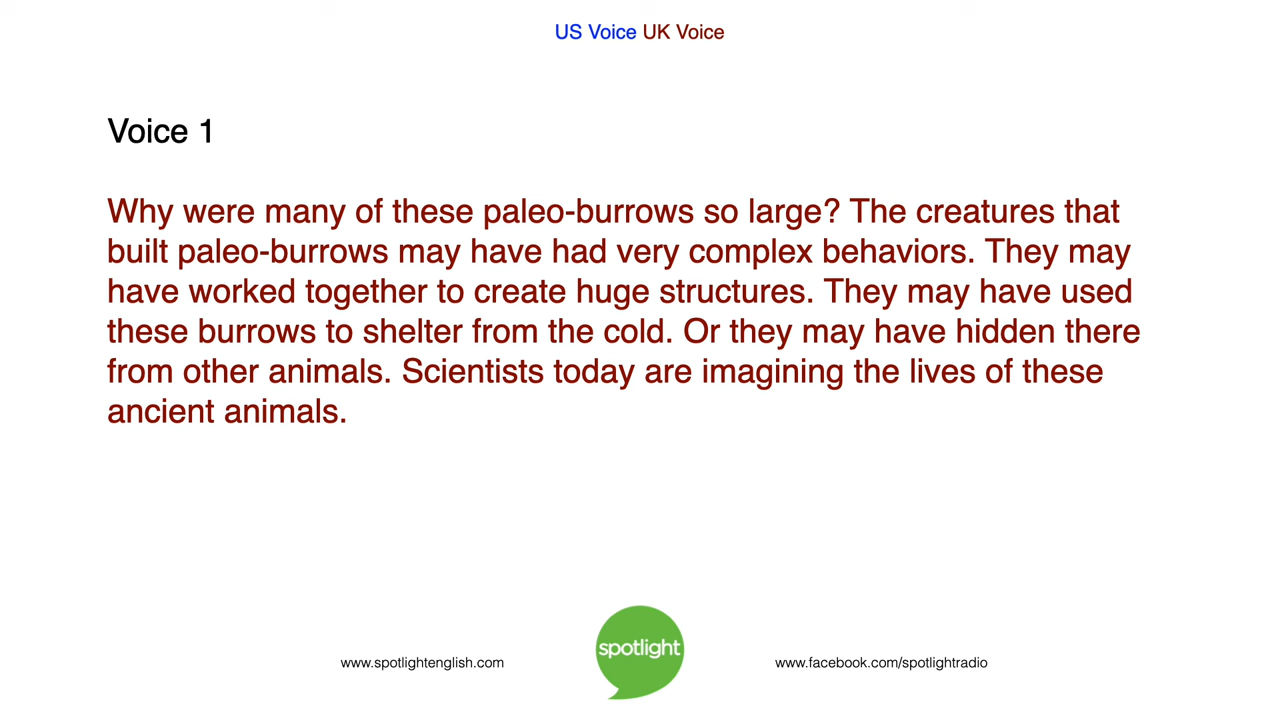 US Voice UK Voice
Voice 1
Why were many of these paleo-burrows so large? The creatures that
built paleo-burrows may have had very complex behaviors. They may
have worked together to create huge structures. They may have used
these burrows to shelter from the cold. Or they may have hidden there
from other animals. Scientists today are imagining the lives of these
ancient animals.
spotlight
www.spotlightenglish.com
www.facebook.com/spotlightradio